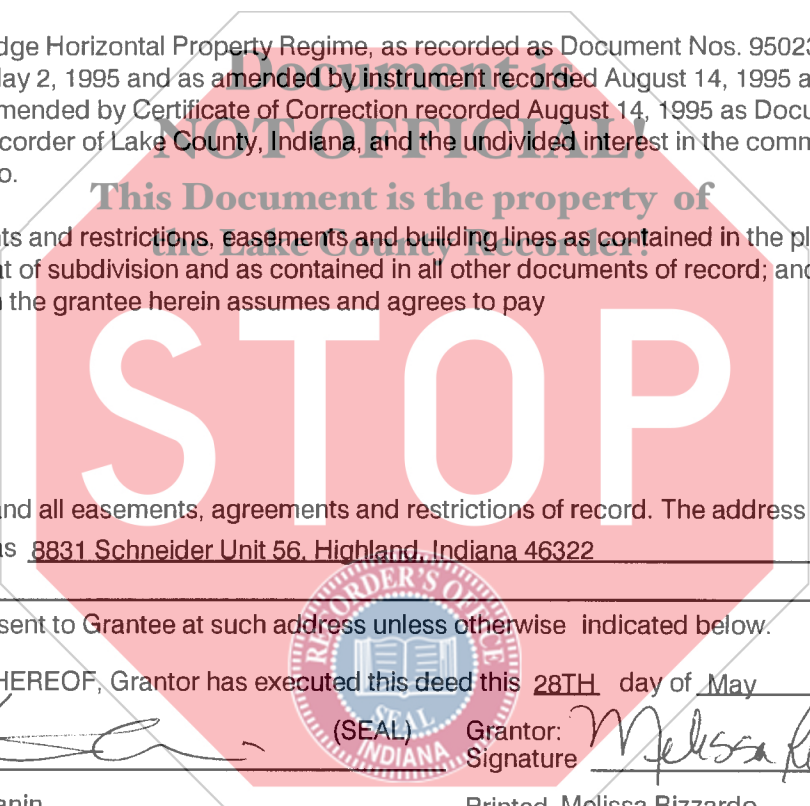 dge Horizontal Property Regime, as recorded as Document Nos. 9502
Document is
lay 2, 1995 and as amended by instrument recorded August 14, 1995 a
mended by Certificate of Correction recorded August 14, 1995 as Docu
NOT OFFICIAL!
corder of Lake County, Indiana, and the undivided interest in the comm
o.
This Document is the property of
ts and restrictions, easements and building lines as contained in the pl
the Lake County Recorder!
at of subdivision and as contained in all other documents of record; and
the grantee herein assumes and agrees to pay
STOP
and all easements, agreements and restrictions of record. The address
as 8831 Schneider Unit 56, Highland, Indiana 46322
RECORDER'S OFFICE
sent to Grantee at such address unless otherwise indicated below.
HEREOF, Grantor has executed this deed this 28TH day of May
SEAL
INDIANA
(SEAL) Grantor:
Signature Melissa
Printed Melissa Rizzardo